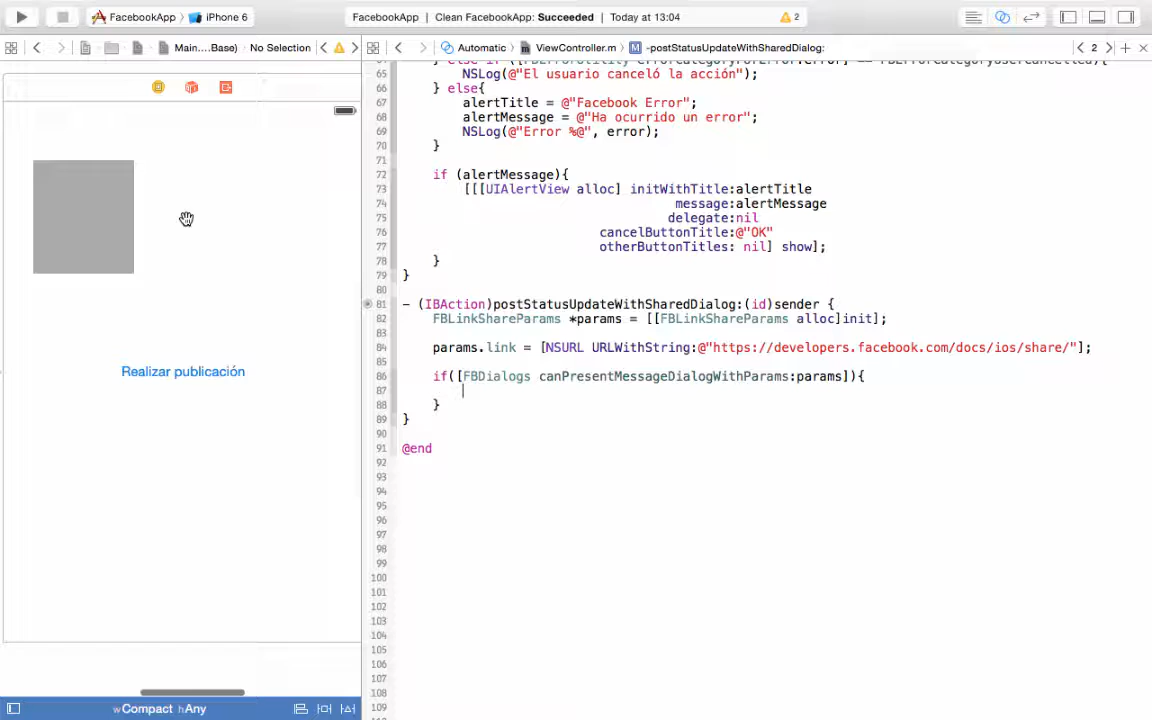 FacebookApp iPhone 6
FacebookApp | Clean FacebookApp: Succeeded | Today at 13:04
2
Main....Base) No Selection
Automatic ViewController.m M -postStatusUpdateWithSharedDialog: 2
65 NSLog(@"El usuario canceló la acción");
66 } else{
67 alertTitle = @"Facebook Error";
68 alertMessage = @"Ha ocurrido un error";
69 NSLog(@"Error %@", error);
70 }
71
72 if (alertMessage){
73 [[[UIAlertView alloc] initWithTitle:alertTitle
74 message:alertMessage
75 delegate:nil
76 cancelButtonTitle:@"OK"
77 otherButtonTitles: nil] show];
78 }
79 }
80
81 - (IBAction)postStatusUpdateWithSharedDialog:(id)sender {
82 FBLinkShareParams *params = [[FBLinkShareParams alloc]init];
83
84 params.link = [NSURL URLWithString:@"https://developers.facebook.com/docs/ios/share/"];
85
86 if([FBDialogs canPresentMessageDialogWithParams:params]){
87
88 }
89 }
90
91 @end
92
93
94
95
96
97
98
99
100
101
102
103
104
105
106
107
108
109
Realizar publicación
wCompact hAny